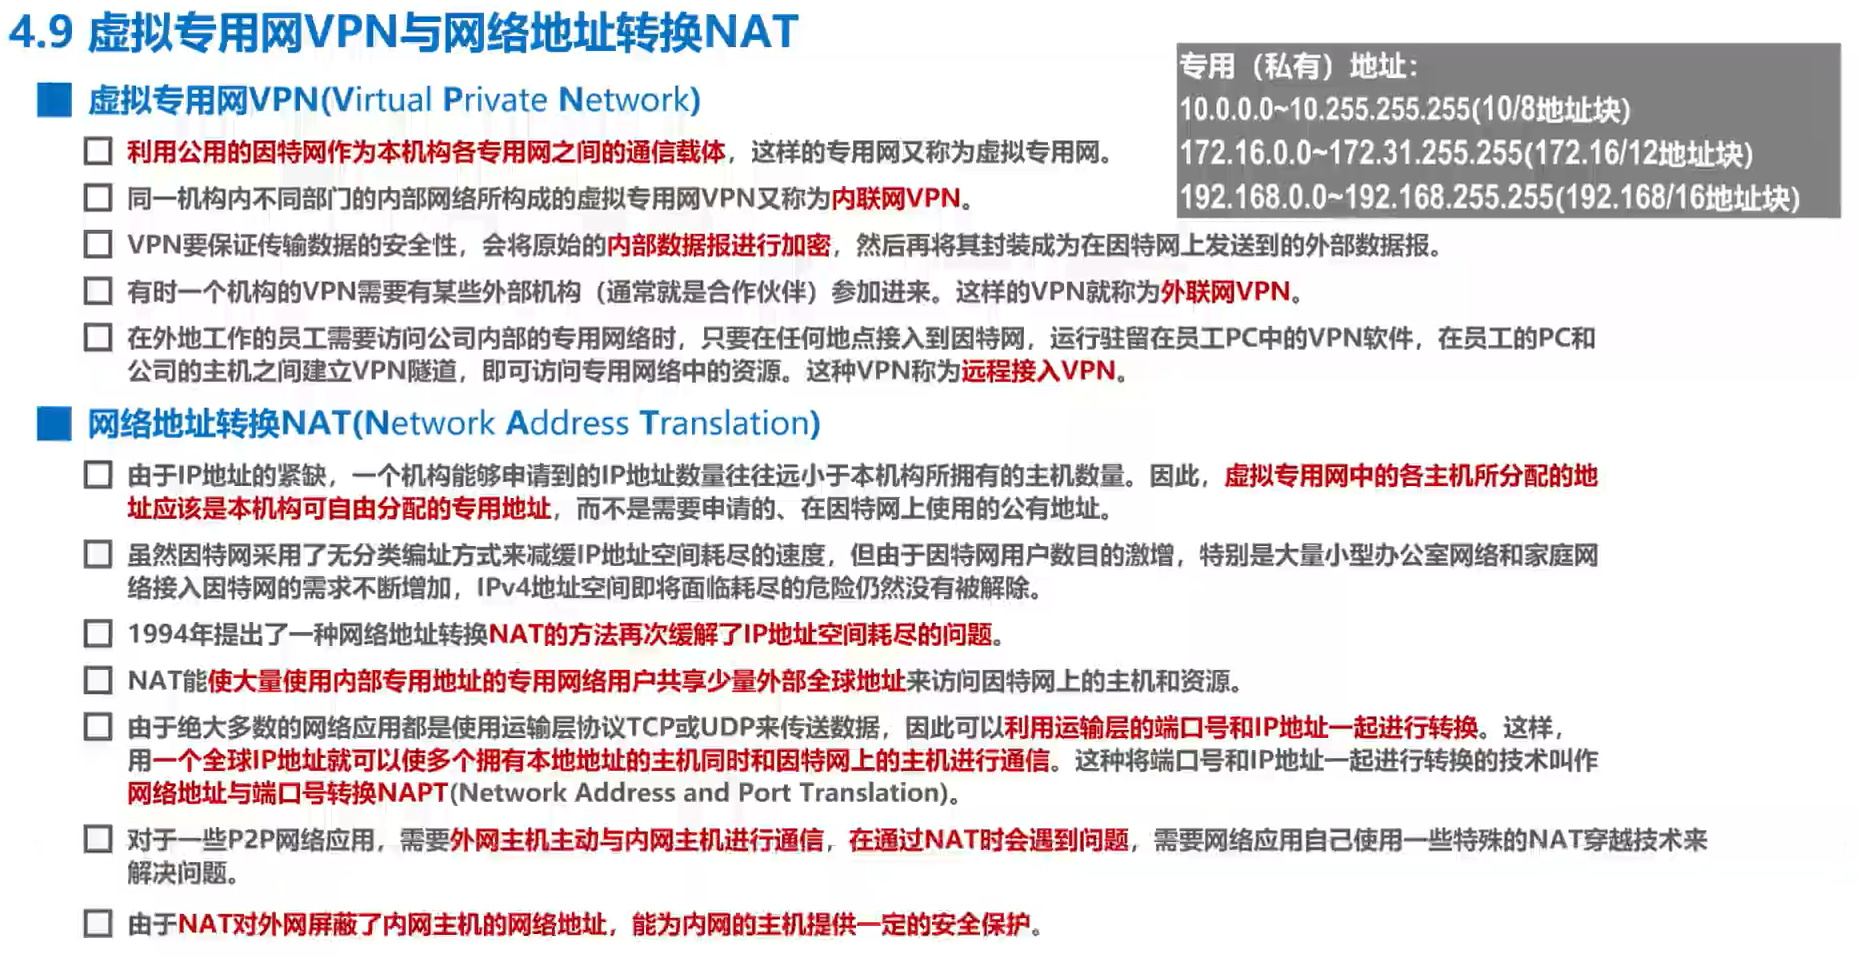 4.9 虚拟专用网VPN与网络地址转换NAT
专用（私有）地址：
10.0.0.0~10.255.255.255(10/8地址块)
172.16.0.0~172.31.255.255(172.16/12地址块)
192.168.0.0~192.168.255.255(192.168/16地址块)
虚拟专用网VPN(Virtual Private Network)
利用公用的因特网作为本机构各专用网之间的通信载体，这样的专用网又称为虚拟专用网。
同一机构内不同部门的内部网络所构成的虚拟专用网VPN又称为内联网VPN。
VPN要保证传输数据的安全性，会将原始的内部数据报进行加密，然后再将其封装成为在因特网上发送到的外部数据报。
有时一个机构的VPN需要有某些外部机构（通常就是合作伙伴）参加进来。这样的VPN就称为外联网VPN。
在外地工作的员工需要访问公司内部的专用网络时，只要在任何地点接入到因特网，运行驻留在员工PC中的VPN软件，在员工的PC和
公司的主机之间建立VPN隧道，即可访问专用网络中的资源。这种VPN称为远程接入VPN。
网络地址转换NAT(Network Address Translation)
由于IP地址的紧缺，一个机构能够申请到的IP地址数量往往远小于本机构所拥有的主机数量。因此，虚拟专用网中的各主机所分配的地
址应该是本机构可自由分配的专用地址，而不是需要申请的、在因特网上使用的公有地址。
虽然因特网采用了无分类编址方式来减缓IP地址空间耗尽的速度，但由于因特网用户数目的激增，特别是大量小型办公室网络和家庭网
络接入因特网的需求不断增加，IPv4地址空间即将面临耗尽的危险仍然没有被解除。
1994年提出了一种网络地址转换NAT的方法再次缓解了IP地址空间耗尽的问题。
NAT能使大量使用内部专用地址的专用网络用户共享少量外部全球地址来访问因特网上的主机和资源。
由于绝大多数的网络应用都是使用运输层协议TCP或UDP来传送数据，因此可以利用运输层的端口号和IP地址一起进行转换。这样，
用一个全球IP地址就可以使多个拥有本地地址的主机同时和因特网上的主机进行通信。这种将端口号和IP地址一起进行转换的技术叫作
网络地址与端口号转换NAPT(Network Address and Port Translation)。
对于一些P2P网络应用，需要外网主机主动与内网主机进行通信，在通过NAT时会遇到问题，需要网络应用自己使用一些特殊的NAT穿越技术来
解决问题。
由于NAT对外网屏蔽了内网主机的网络地址，能为内网的主机提供一定的安全保护。